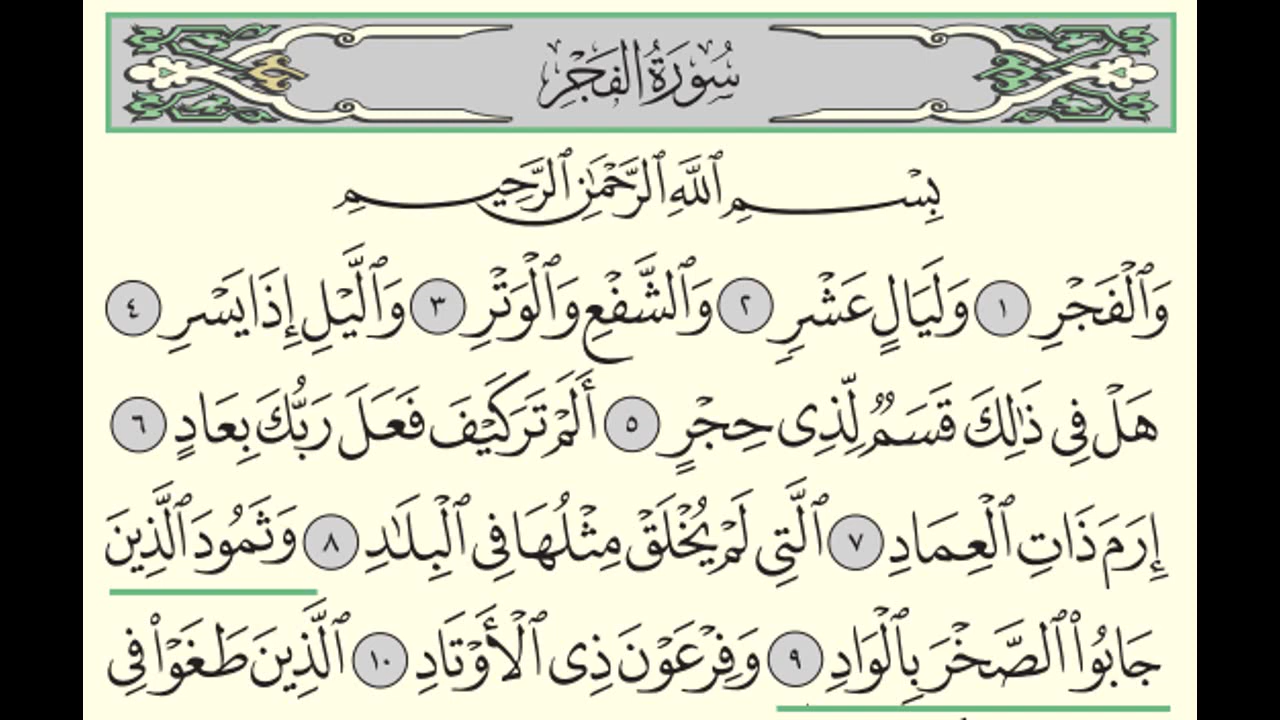 سُورَةُ الفَجْرِ
بِسْمِ ٱللَّهِ ٱلرَّحْمَٰنِ ٱلرَّحِيمِ
وَٱلْفَجْرِ ١ وَلَيَالٍ عَشْرٍ ٢ وَٱلشَّفْعِ وَٱلْوَتْرِ ٣ وَٱلَّيْلِ إِذَا يَسْرِ ٤
هَلْ فِى ذَٰلِكَ قَسَمٌ لِّذِى حِجْرٍ ٥ أَلَمْ تَرَ كَيْفَ فَعَلَ رَبُّكَ بِعَادٍ ٦
إِرَمَ ذَاتِ ٱلْعِمَادِ ٧ ٱلَّتِى لَمْ يُخْلَقْ مِثْلُهَا فِى ٱلْبِلَٰدِ ٨ وَثَمُودَ ٱلَّذِينَ
جَابُوا۟ ٱلصَّخْرَ بِٱلْوَادِ ٩ وَفِرْعَوْنَ ذِى ٱلْأَوْتَادِ ١٠ ٱلَّذِينَ طَغَوْا۟ فِى